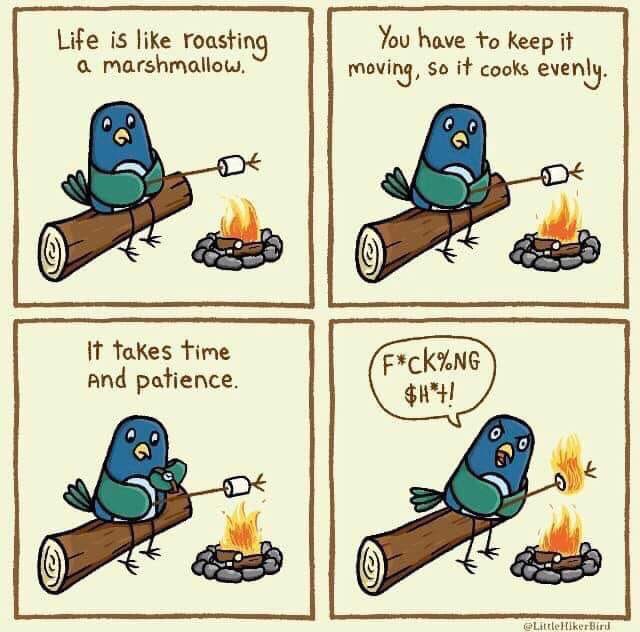 Life is like roasting
a marshmallow.
You have to keep it
moving, so it cooks evenly.
It takes time
And patience.
F*CK%NG
$H*t!
@LittleHikerBird